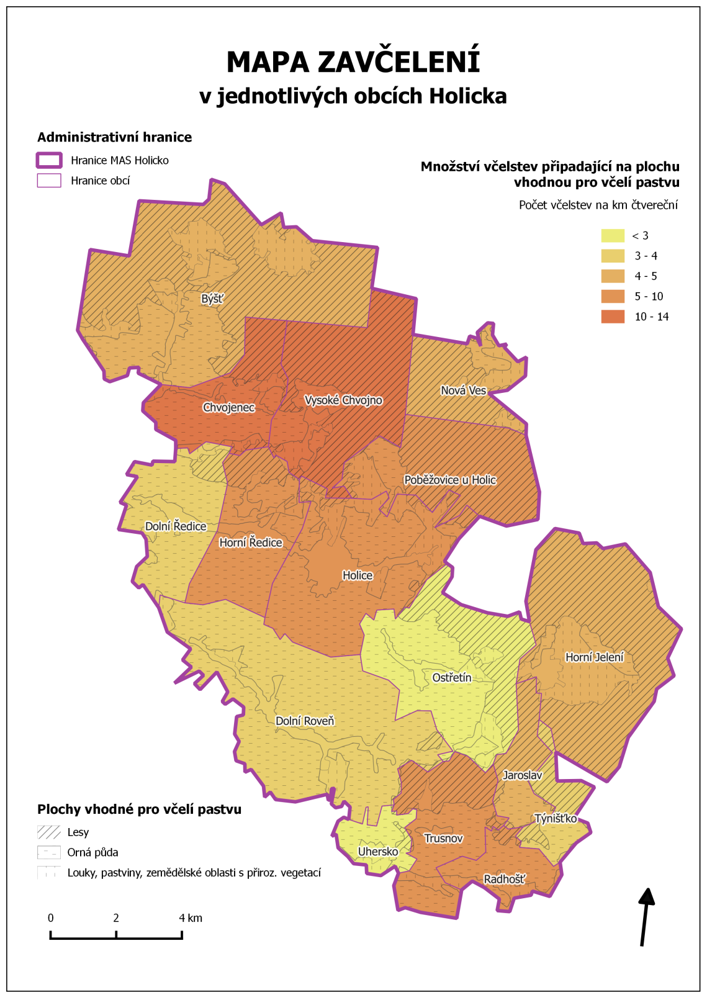 MAPA ZAVČELENÍ
v jednotlivých obcích Holicka
Administrativní hranice
Hranice MAS Holicko
Hranice obcí
Množství včelstev připadající na plochu
vhodnou pro včelí pastvu
Počet včelstev na km čtvereční
< 3
3 - 4
4 - 5
5 - 10
10 - 14
Býšť
Nová Ves
Vysoké Chvojno
Chvojenec
Poběžovice u Holic
Dolní Ředice
Horní Ředice
Holice
Horní Jelení
Ostřetín
Dolní Roveň
Jaroslav
Týnišťko
Trusnov
Uhersko
Radhošť
Plochy vhodné pro včelí pastvu
Lesy
Orná půda
Louky, pastviny, zemědělské oblasti s přiroz. vegetací
0 2 4 km